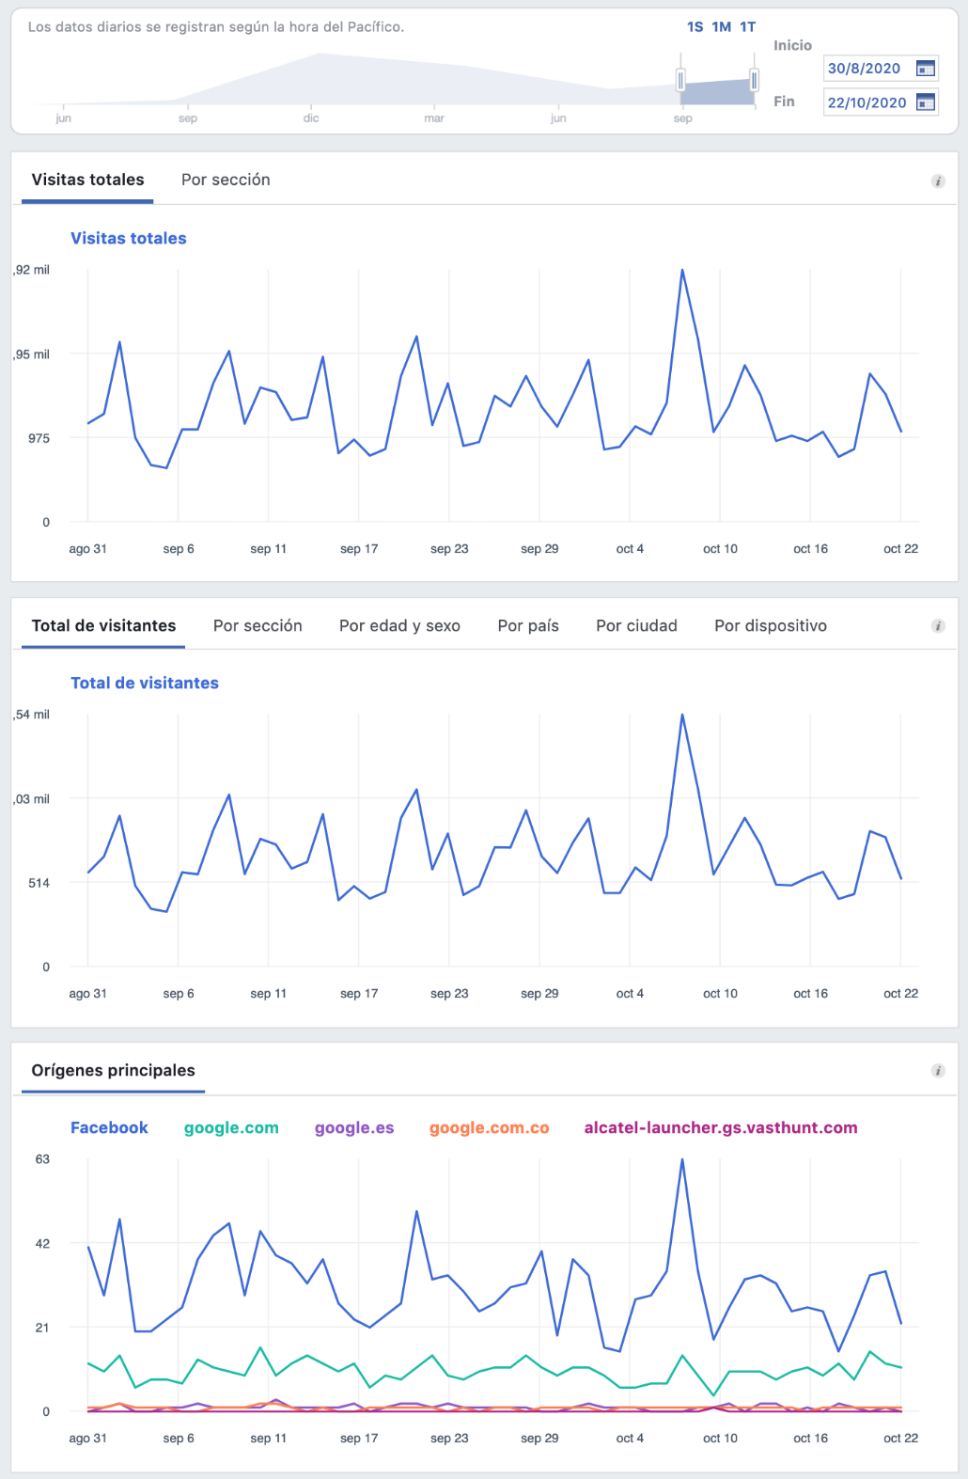 Los datos diarios se registran según la hora del Pacífico.
1S 1M 1T
Inicio
30/8/2020
Fin
22/10/2020
jun sep dic mar jun sep
Visitas totales Por sección
Visitas totales
,92 mil
,95 mil
975
0
ago 31 sep 6 sep 11 sep 17 sep 23 sep 29 oct 4 oct 10 oct 16 oct 22
Total de visitantes Por sección Por edad y sexo Por país Por ciudad Por dispositivo
Total de visitantes
,54 mil
,03 mil
514
0
ago 31 sep 6 sep 11 sep 17 sep 23 sep 29 oct 4 oct 10 oct 16 oct 22
Orígenes principales
Facebook google.com google.es google.com.co alcatel-launcher.gs.vasthunt.com
63
42
21
0
ago 31 sep 6 sep 11 sep 17 sep 23 sep 29 oct 4 oct 10 oct 16 oct 22